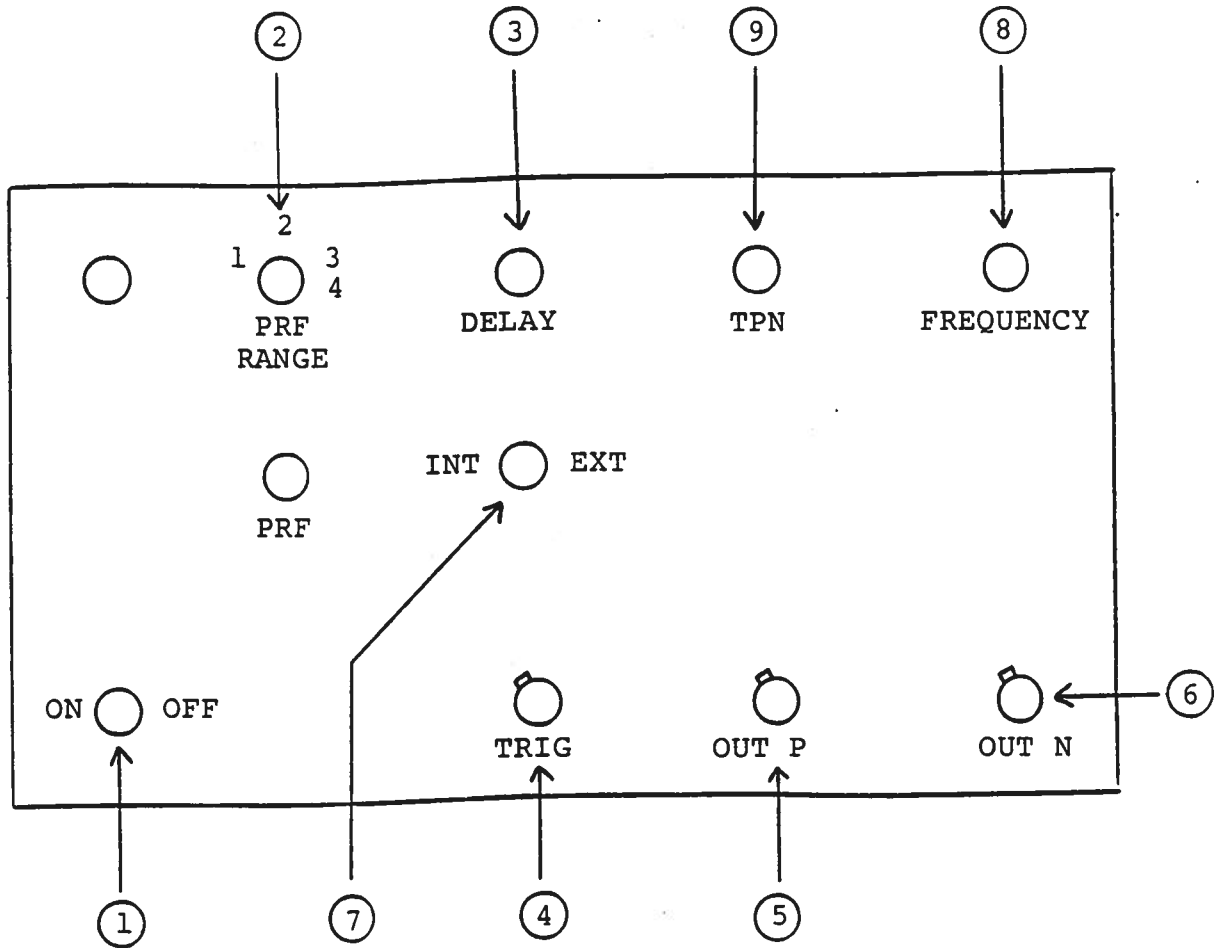 2 3 9 8
2
1 3
4
PRF
RANGE
DELAY
TPN
FREQUENCY
INT EXT
PRF
ON OFF
TRIG
OUT P
OUT N
6
1 7 4 5